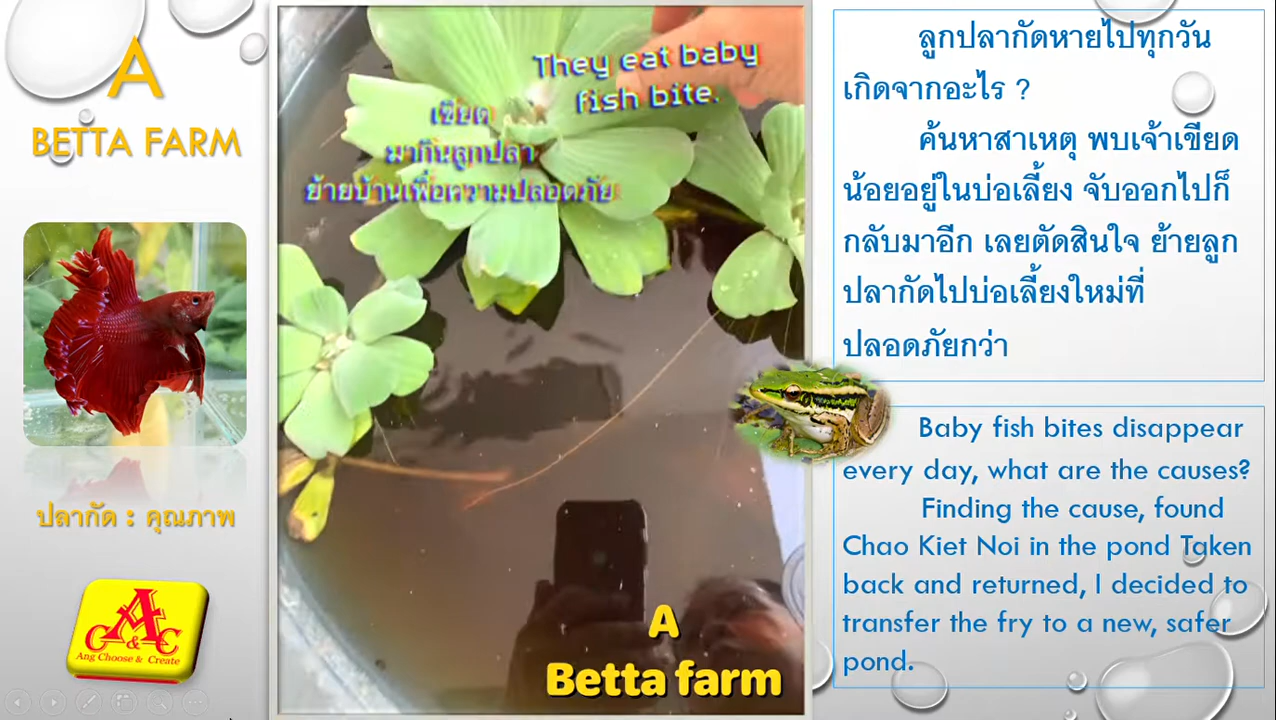 A
BETTA FARM
ปลากัด : คุณภาพ
A
C & C
Ang Choose & Create
They eat baby
fish bite.
เขียด
มากินลูกปลา
ย้ายบ้านเพื่อความปลอดภัย
A
Betta farm
ลูกปลากัดหายไปทุกวัน
เกิดจากอะไร ?
ค้นหาสาเหตุ พบเจ้าเขียด
น้อยอยู่ในบ่อเลี้ยง จับออกไปก็
กลับมาอีก เลยตัดสินใจ ย้ายลูก
ปลากัดไปบ่อเลี้ยงใหม่ที่
ปลอดภัยกว่า
Baby fish bites disappear
every day, what are the causes?
Finding the cause, found
Chao Kiet Noi in the pond Taken
back and returned, I decided to
transfer the fry to a new, safer
pond.